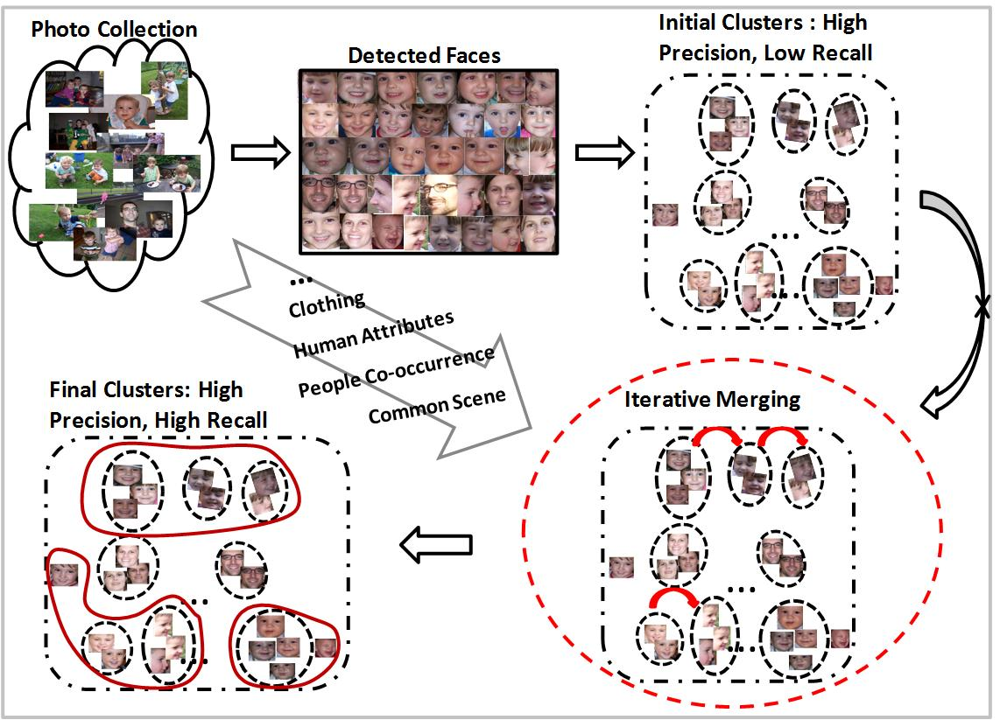 Photo Collection
Detected Faces
Initial Clusters : High
Precision, Low Recall
...
...
...
Clothing
Human Attributes
People Co-occurrence
Common Scene
Iterative Merging
...
...
Final Clusters: High
Precision, High Recall
...
...